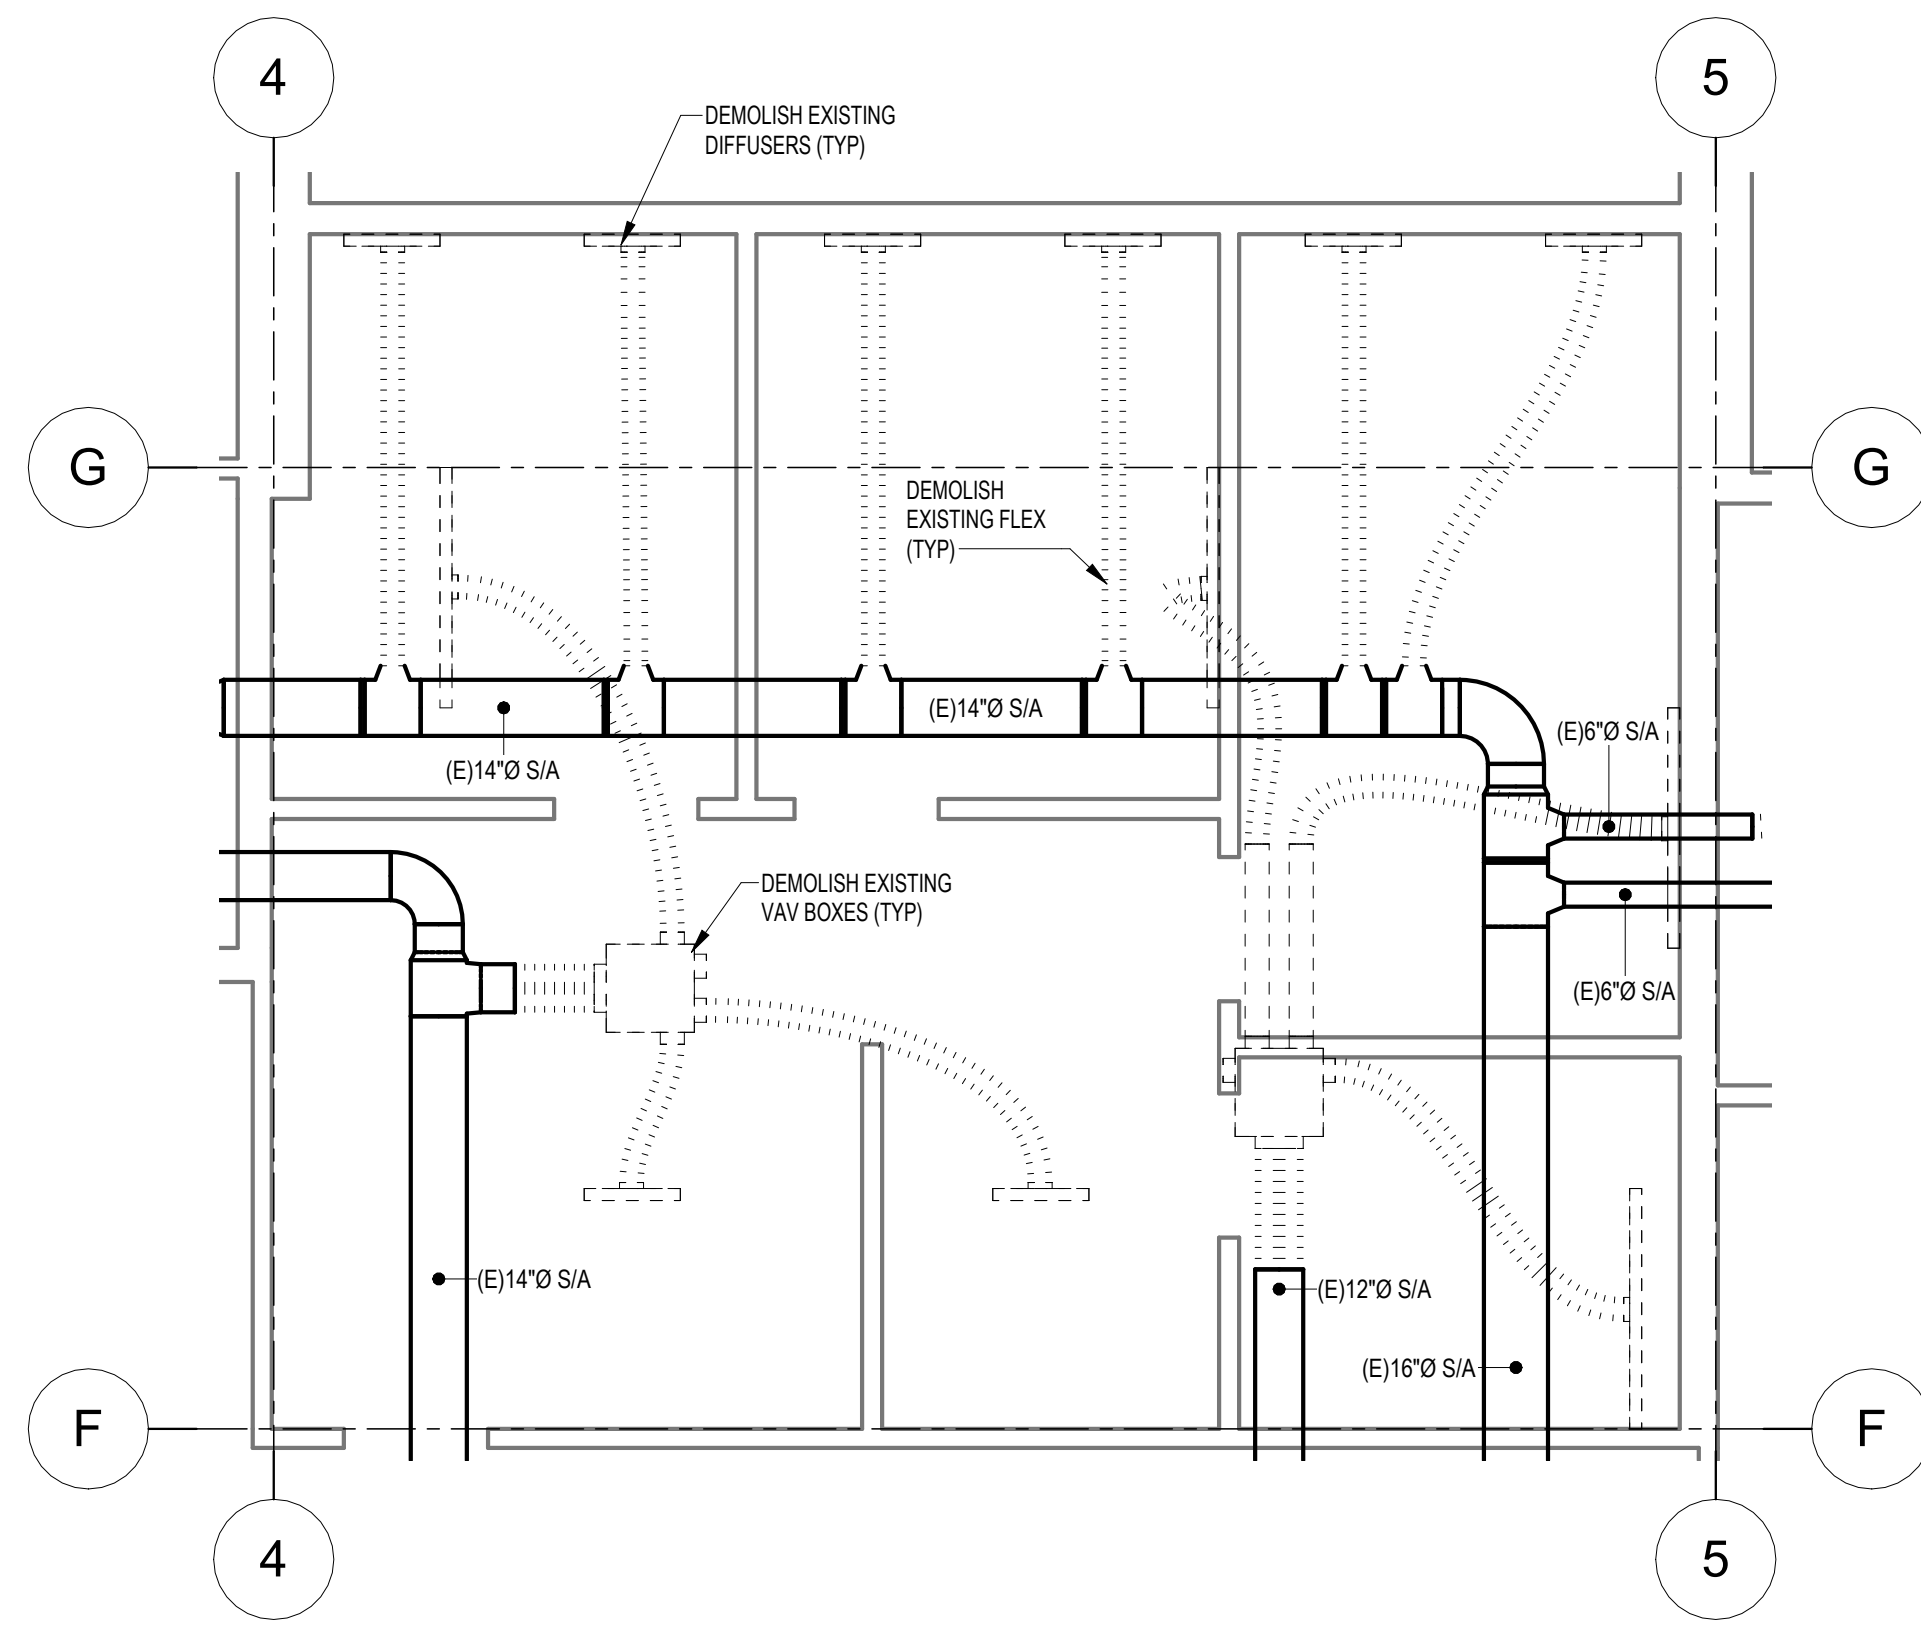 4
5
DEMOLISH EXISTING
DIFFUSERS (TYP)
G
G
DEMOLISH
EXISTING FLEX
(TYP)
(E)14"Ø S/A
(E)6"Ø S/A
(E)14"Ø S/A
DEMOLISH EXISTING
VAV BOXES (TYP)
(E)6"Ø S/A
(E)14"Ø S/A
(E)12"Ø S/A
(E)16"Ø S/A
F
F
4
5